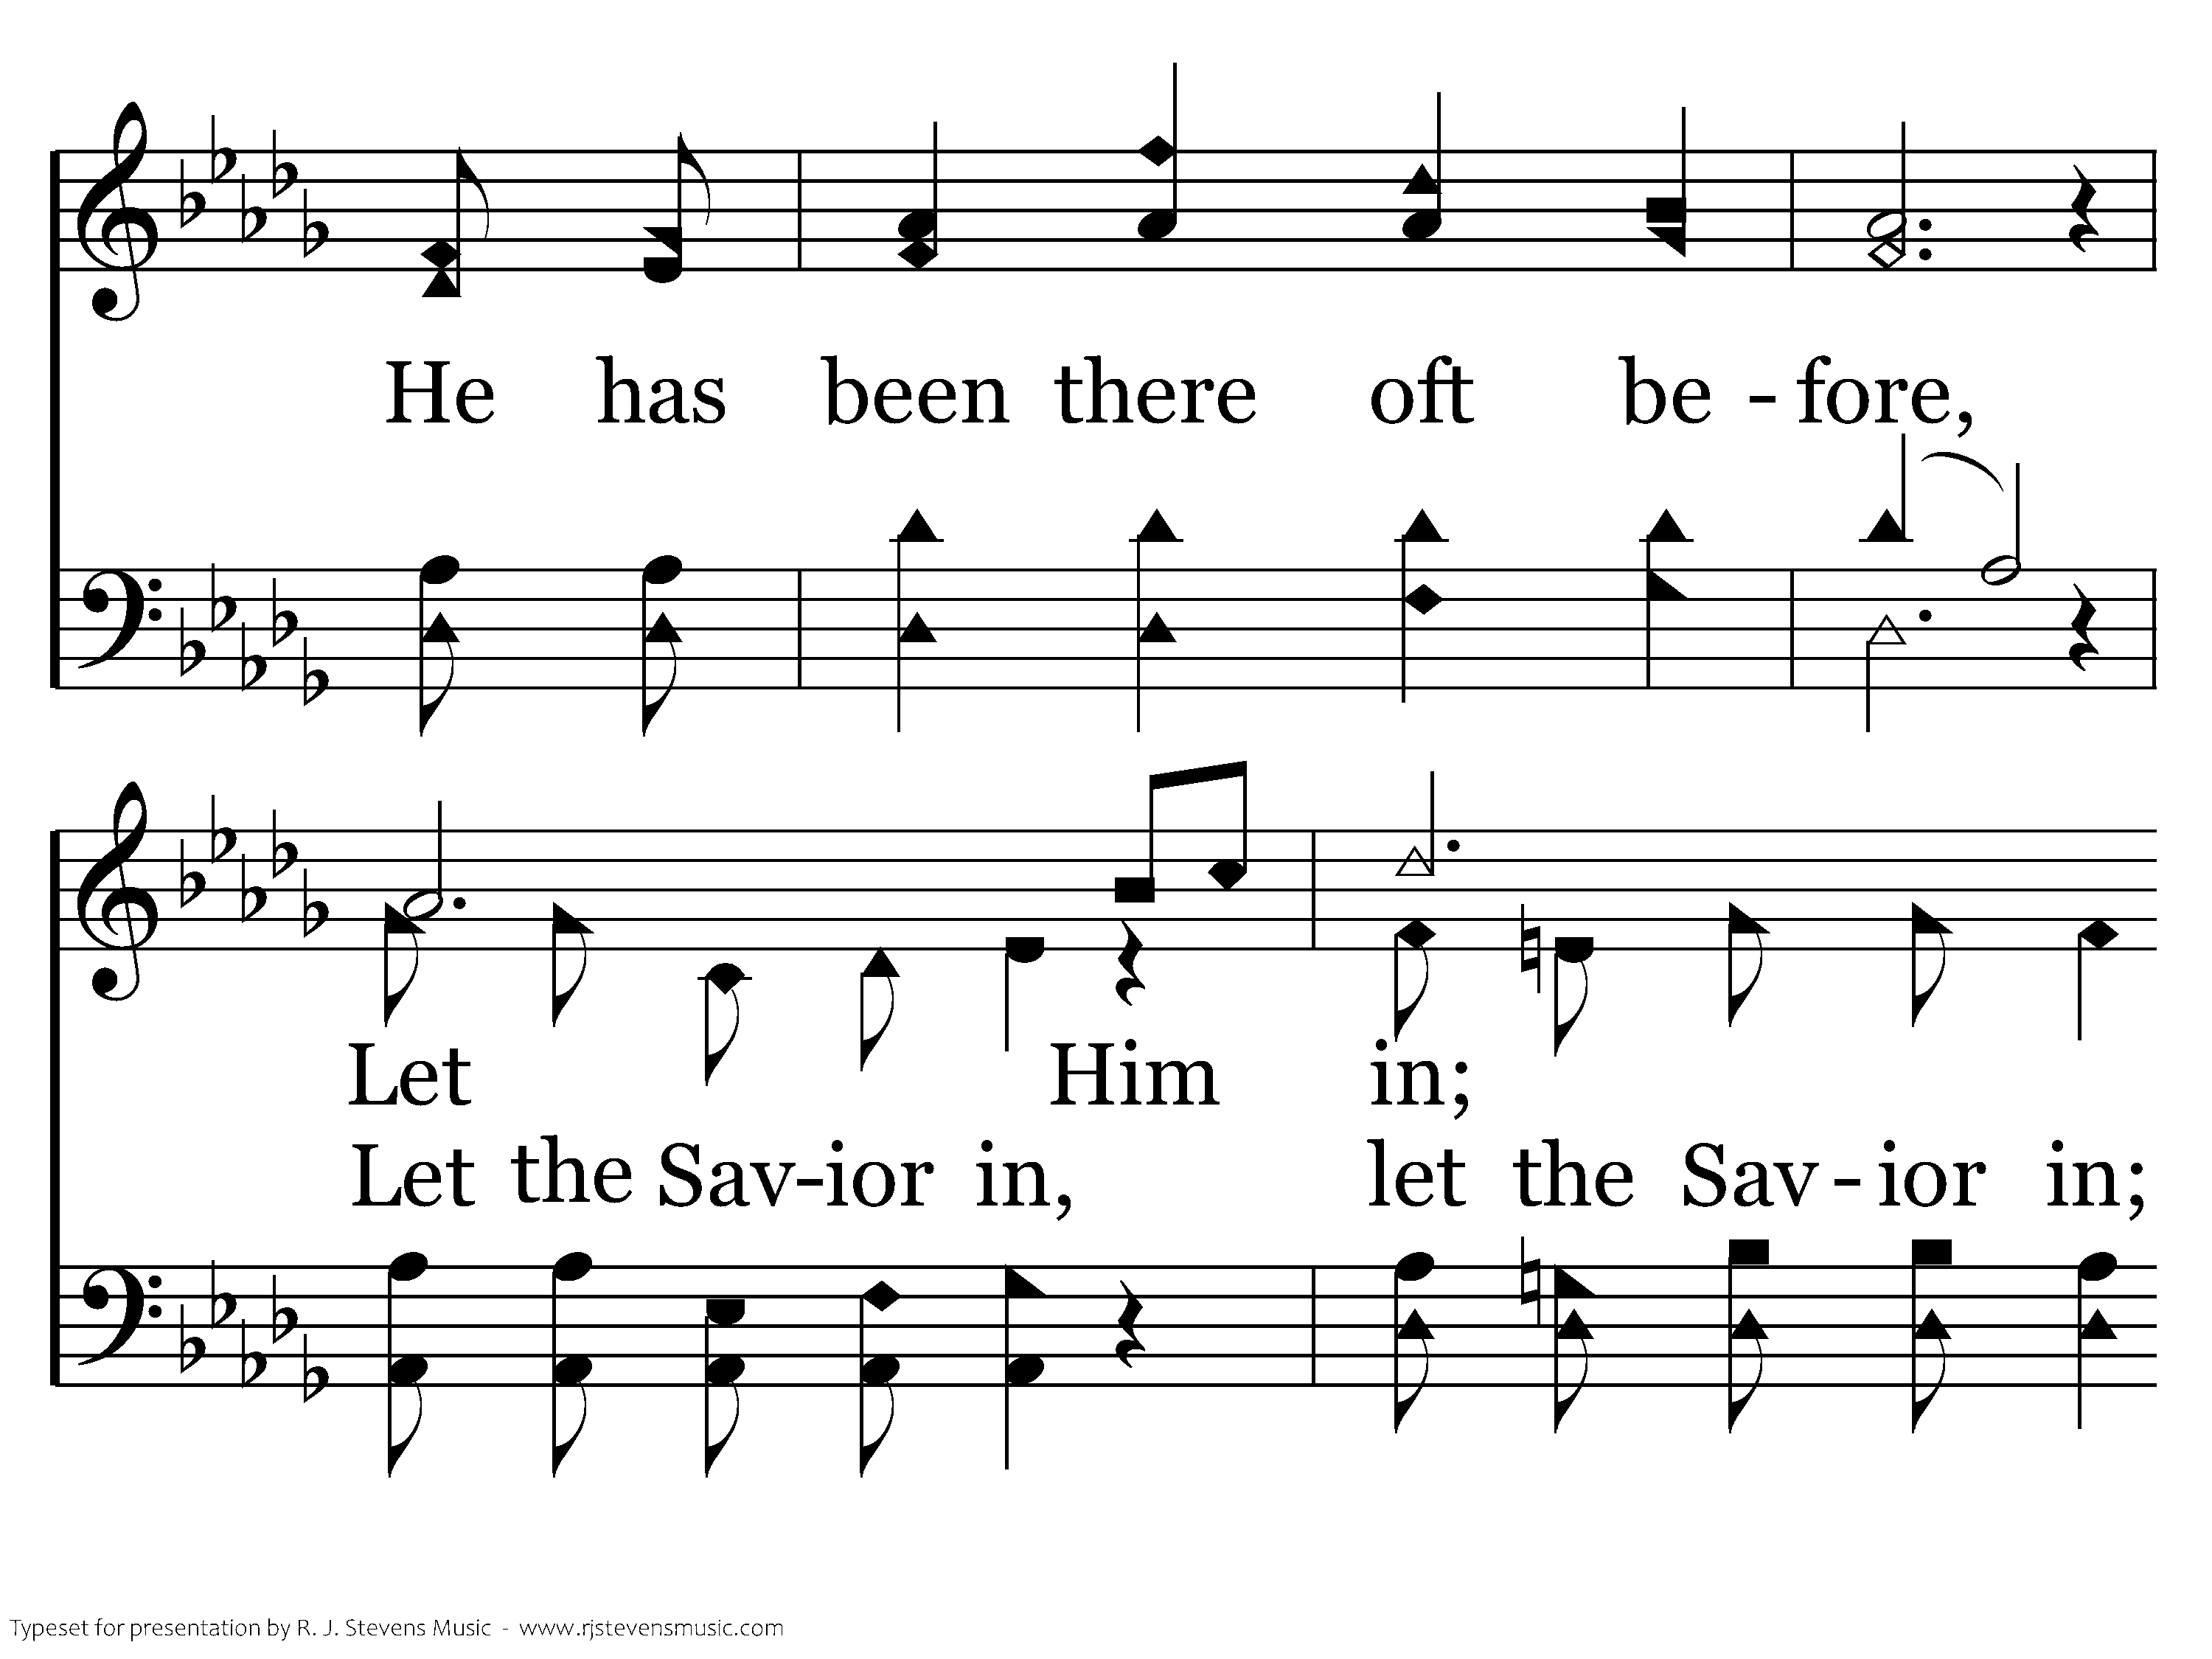 He has been there oft be - fore,
Let Him in;
Let the Sav-ior in, let the Sav - ior in;
Typeset for presentation by R. J. Stevens Music - www.rjstevensmusic.com